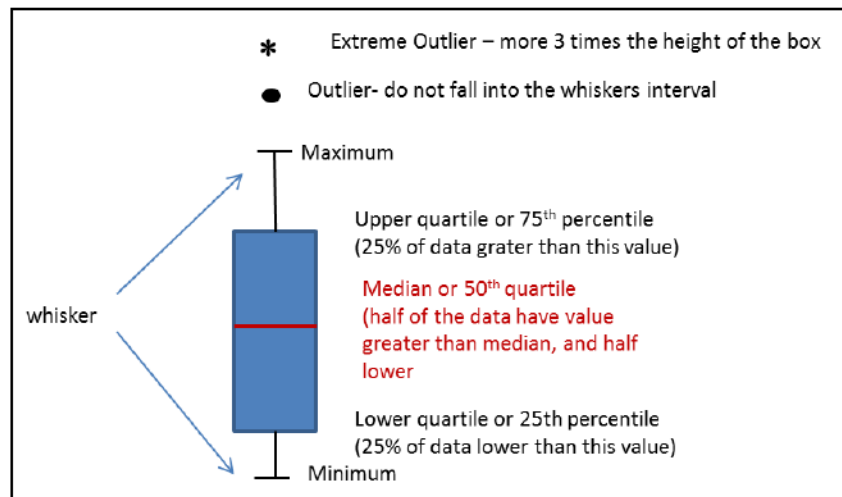 * Extreme Outlier – more 3 times the height of the box
Outlier- do not fall into the whiskers interval
Maximum
Upper quartile or 75th percentile
(25% of data grater than this value)
Median or 50th quartile
(half of the data have value
greater than median, and half
lower
whisker
Lower quartile or 25th percentile
(25% of data lower than this value)
Minimum